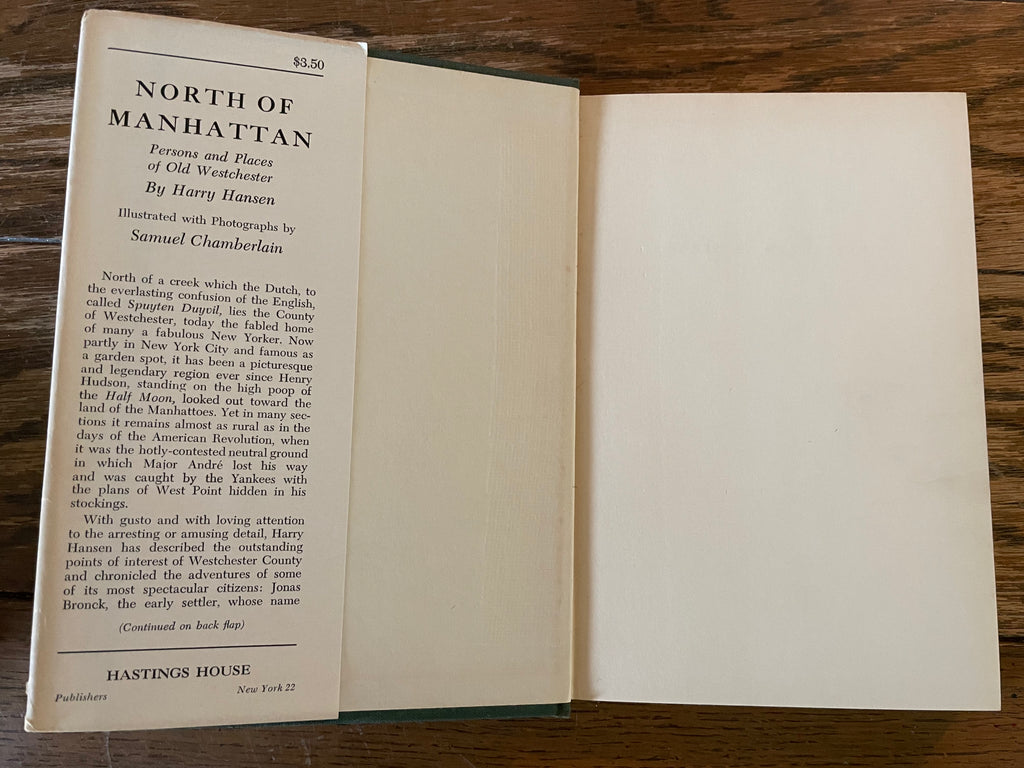 $3.50
NORTH OF
MANHATTAN
Persons and Places
of Old Westchester
By Harry Hansen
Illustrated with Photographs by
Samuel Chamberlain
North of a creek which the Dutch, to
the everlasting confusion of the English,
called Spuyten Duyvil, lies the County
of Westchester, today the fabled home
of many a fabulous New Yorker. Now
partly in New York City and famous as
a garden spot, it has been a picturesque
and legendary region ever since Henry
Hudson, standing on the high poop of
the Half Moon, looked out toward the
land of the Manhattoes. Yet in many sec-
tions it remains almost as rural as in the
days of the American Revolution, when
it was the hotly-contested neutral ground
in which Major André lost his way
and was caught by the Yankees with
the plans of West Point hidden in his
stockings.
With gusto and with loving attention
to the arresting or amusing detail, Harry
Hansen has described the outstanding
points of interest of Westchester County
and chronicled the adventures of some
of its most spectacular citizens: Jonas
Bronck, the early settler, whose name
(Continued on back flap)
HASTINGS HOUSE
Publishers New York 22